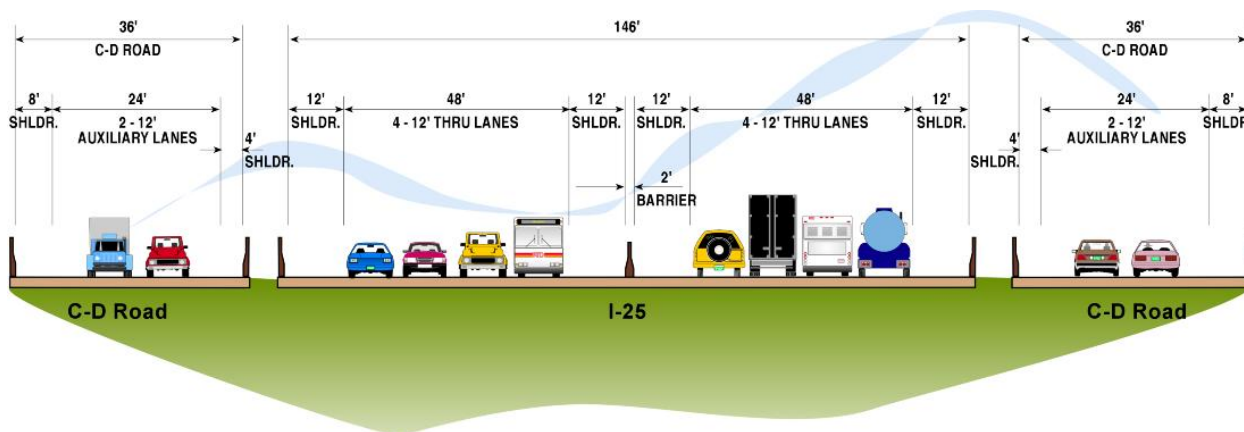 36'
C-D ROAD
146'
36'
C-D ROAD
8'
SHLDR.
24'
2 - 12'
AUXILIARY LANES
4'
SHLDR.
12'
SHLDR.
48'
4 - 12' THRU LANES
12'
SHLDR.
2'
BARRIER
12'
SHLDR.
48'
4 - 12' THRU LANES
12'
SHLDR.
4'
SHLDR.
24'
2 - 12'
AUXILIARY LANES
8'
SHLDR.
C-D Road
I-25
C-D Road